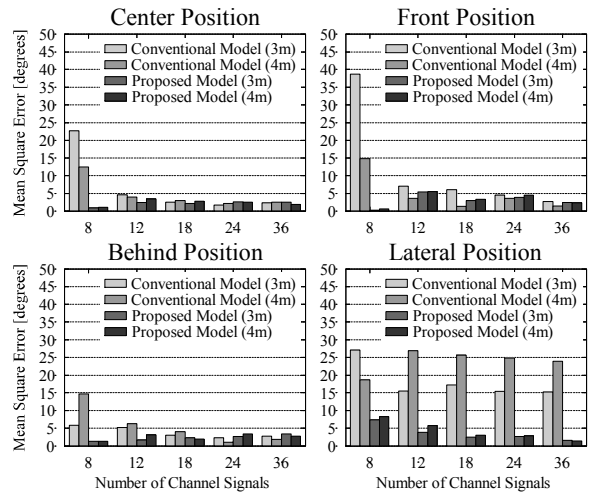 Center Position
Mean Square Error [degrees]
50
45
40
35
30
25
20
15
10
5
0
Conventional Model (3m)
Conventional Model (4m)
Proposed Model (3m)
Proposed Model (4m)
8 12 18 24 36
Front Position
50
45
40
35
30
25
20
15
10
5
0
Conventional Model (3m)
Conventional Model (4m)
Proposed Model (3m)
Proposed Model (4m)
8 12 18 24 36
Behind Position
Mean Square Error [degrees]
50
45
40
35
30
25
20
15
10
5
0
Conventional Model (3m)
Conventional Model (4m)
Proposed Model (3m)
Proposed Model (4m)
8 12 18 24 36
Number of Channel Signals
Lateral Position
50
45
40
35
30
25
20
15
10
5
0
Conventional Model (3m)
Conventional Model (4m)
Proposed Model (3m)
Proposed Model (4m)
8 12 18 24 36
Number of Channel Signals